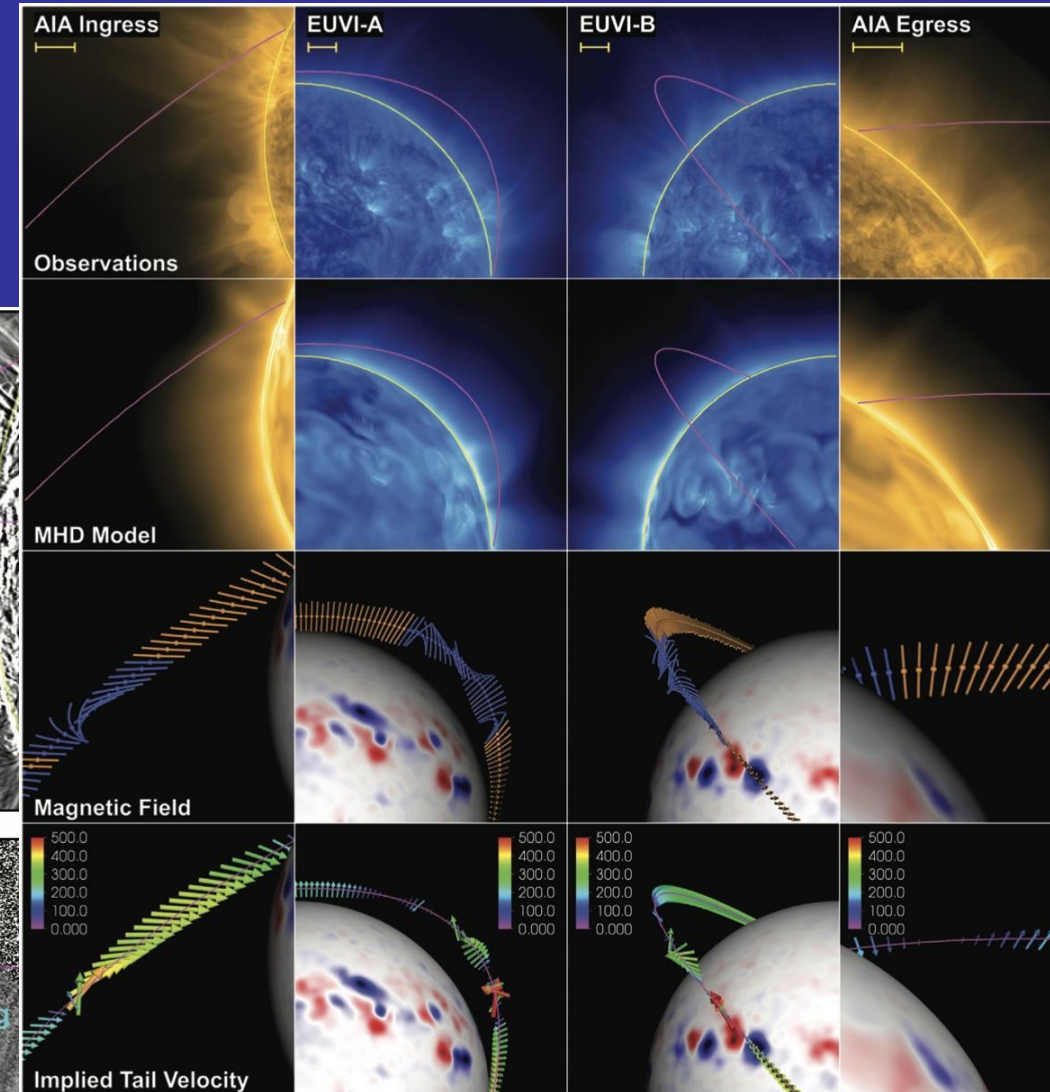 AIA Ingress
EUVI-A
EUVI-B
AIA Egress
Observations
MHD Model
Magnetic Field
500.0
400.0
300.0
200.0
100.0
0.000
500.0
400.0
300.0
200.0
100.0
0.000
500.0
400.0
300.0
200.0
100.0
0.000
500.0
400.0
300.0
200.0
100.0
0.000
g
Implied Tail Velocity